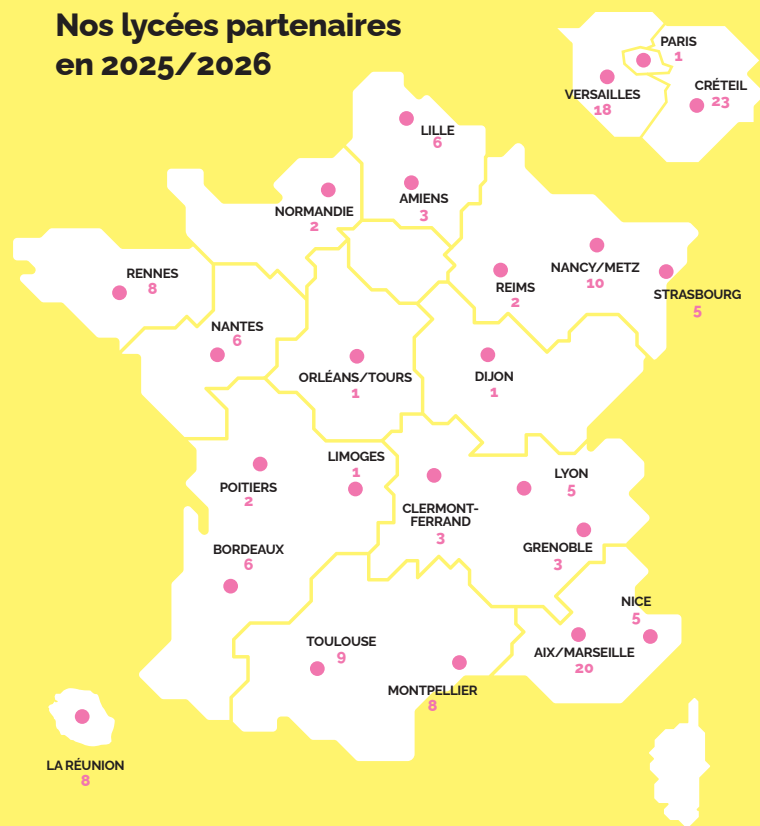 Nos lycées partenaires
en 2025/2026
PARIS
1
VERSAILLES
18
CRÉTEIL
23
LILLE
6
AMIENS
3
NORMANDIE
2
RENNES
8
NANCY/METZ
10
REIMS
2
STRASBOURG
5
NANTES
6
ORLÉANS/TOURS
1
DIJON
1
LIMOGES
1
POITIERS
2
CLERMONT-
FERRAND
3
LYON
5
GRENOBLE
3
BORDEAUX
6
NICE
5
TOULOUSE
9
AIX/MARSEILLE
20
MONTPELLIER
8
LA RÉUNION
8